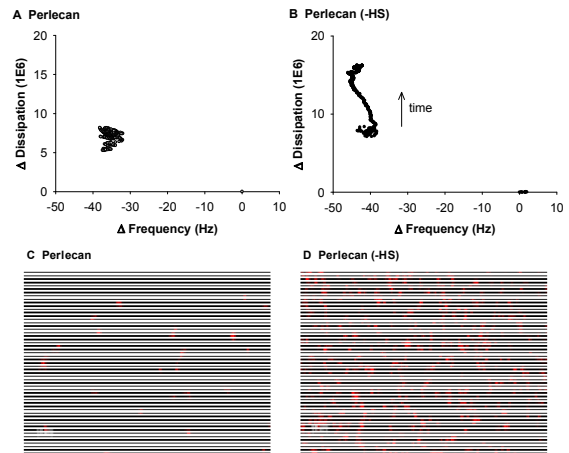 A Perlecan
B Perlecan (-HS)
Δ Dissipation (1E6)
20
15
10
5
0
-50 -40 -30 -20 -10 0 10
Δ Frequency (Hz)
Δ Dissipation (1E6)
20
10
0
time
-50 -40 -30 -20 -10 0 10
Δ Frequency (Hz)
C Perlecan
D Perlecan (-HS)